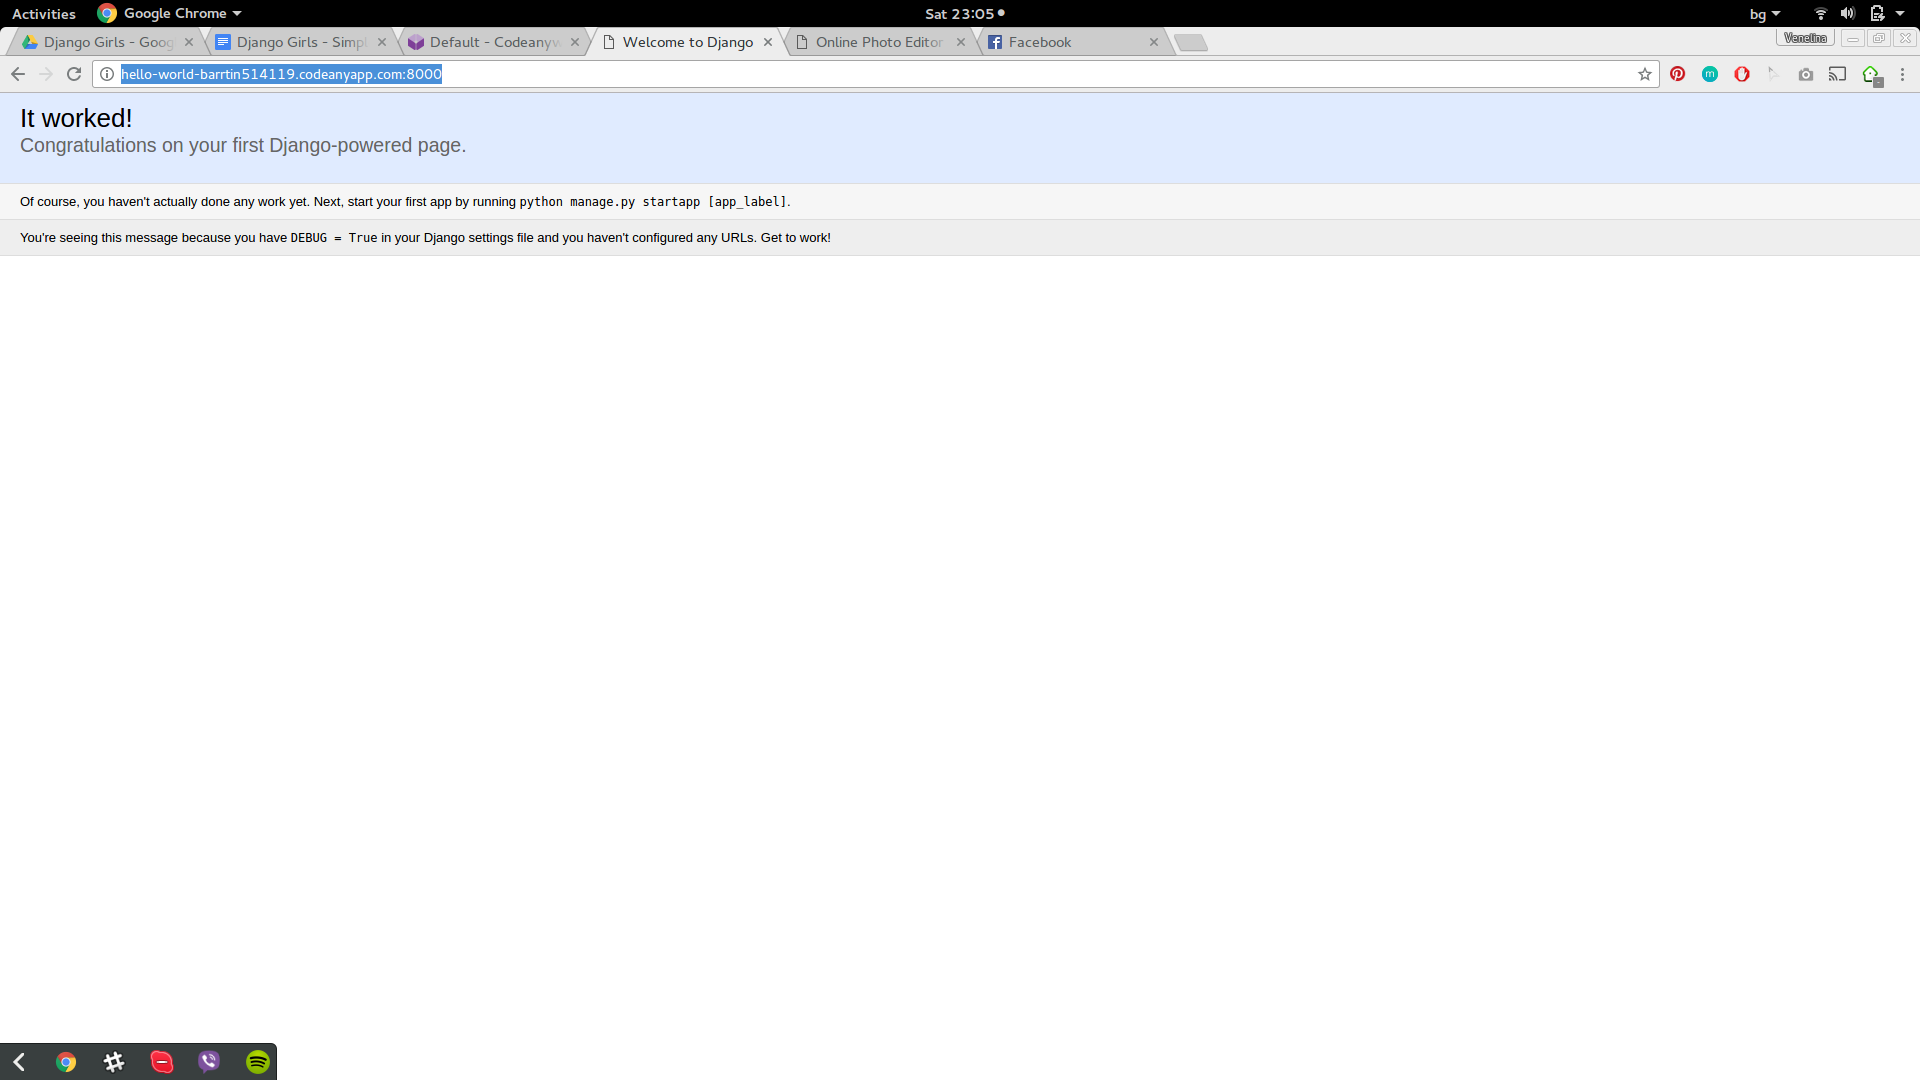 Activities Google Chrome Sat 23:05 bg
Django Girls - Goog Django Girls - Simpl Default - Codeanyw Welcome to Django Online Photo Editor Facebook Venelina
hello-world-barrtin514119.codeanyapp.com:8000
It worked!
Congratulations on your first Django-powered page.
Of course, you haven't actually done any work yet. Next, start your first app by running python manage.py startapp [app_label].
You're seeing this message because you have DEBUG = True in your Django settings file and you haven't configured any URLs. Get to work!